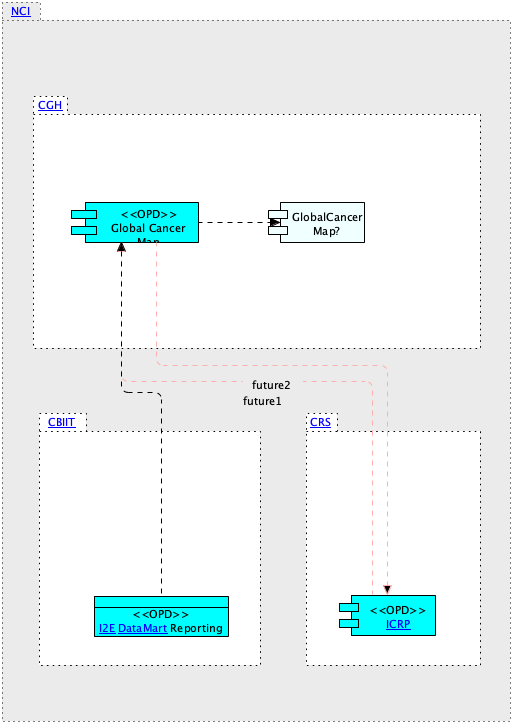 NCI
CGH
<<OPD>>
Global Cancer
Map
GlobalCancer
Map?
future2
future1
CBIIT
CRS
<<OPD>>
I2E DataMart Reporting
<<OPD>>
ICRP